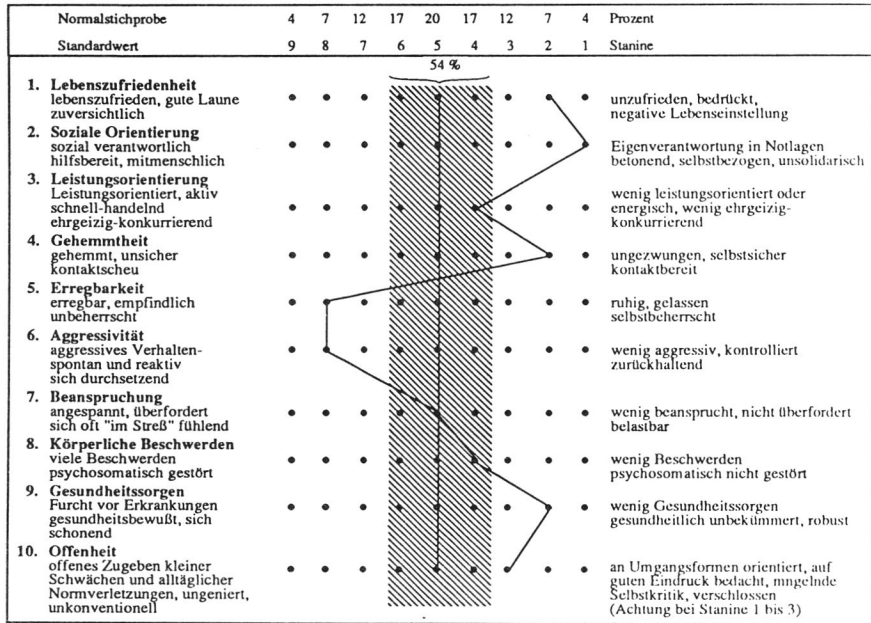 Normalstichprobe 4 7 12 17 20 17 12 7 4 Prozent
Standardwert 9 8 7 6 5 4 3 2 1 Stanine
54 %
1. Lebenszufriedenheit
lebenszufrieden, gute Laune
zuversichtlich
unzufrieden, bedrückt,
negative Lebenseinstellung
2. Soziale Orientierung
sozial verantwortlich
hilfsbereit, mitmenschlich
Eigenverantwortung in Notlagen
betonend, selbstbezogen, unsolidarisch
3. Leistungsorientierung
Leistungsorientiert, aktiv
schnell-handelnd
ehrgeizig-konkurrierend
wenig leistungsorientiert oder
energisch, wenig ehrgeizig-
konkurrierend
4. Gehemmtheit
gehemmt, unsicher
kontaktscheu
ungezwungen, selbstsicher
kontaktbereit
5. Erregbarkeit
erregbar, empfindlich
unbeherrscht
ruhig, gelassen
selbstbeherrscht
6. Aggressivität
aggressives Verhalten-
spontan und reaktiv
sich durchsetzend
wenig aggressiv, kontrolliert
zurückhaltend
7. Beanspruchung
angespannt, überfordert
sich oft "im Streß" fühlend
wenig beansprucht, nicht überfordert
belastbar
8. Körperliche Beschwerden
viele Beschwerden
psychosomatisch gestört
wenig Beschwerden
psychosomatisch nicht gestört
9. Gesundheitssorgen
Furcht vor Erkrankungen
gesundheitsbewußt, sich
schonend
wenig Gesundheitssorgen
gesundheitlich unbekümmert, robust
10. Offenheit
offenes Zugeben kleiner
Schwächen und alltäglicher
Normverletzungen, ungeniert,
unkonventionell
an Umgangsformen orientiert, auf
guten Eindruck bedacht, mngelnde
Selbstkritik, verschlossen
(Achtung bei Stanine 1 bis 3)